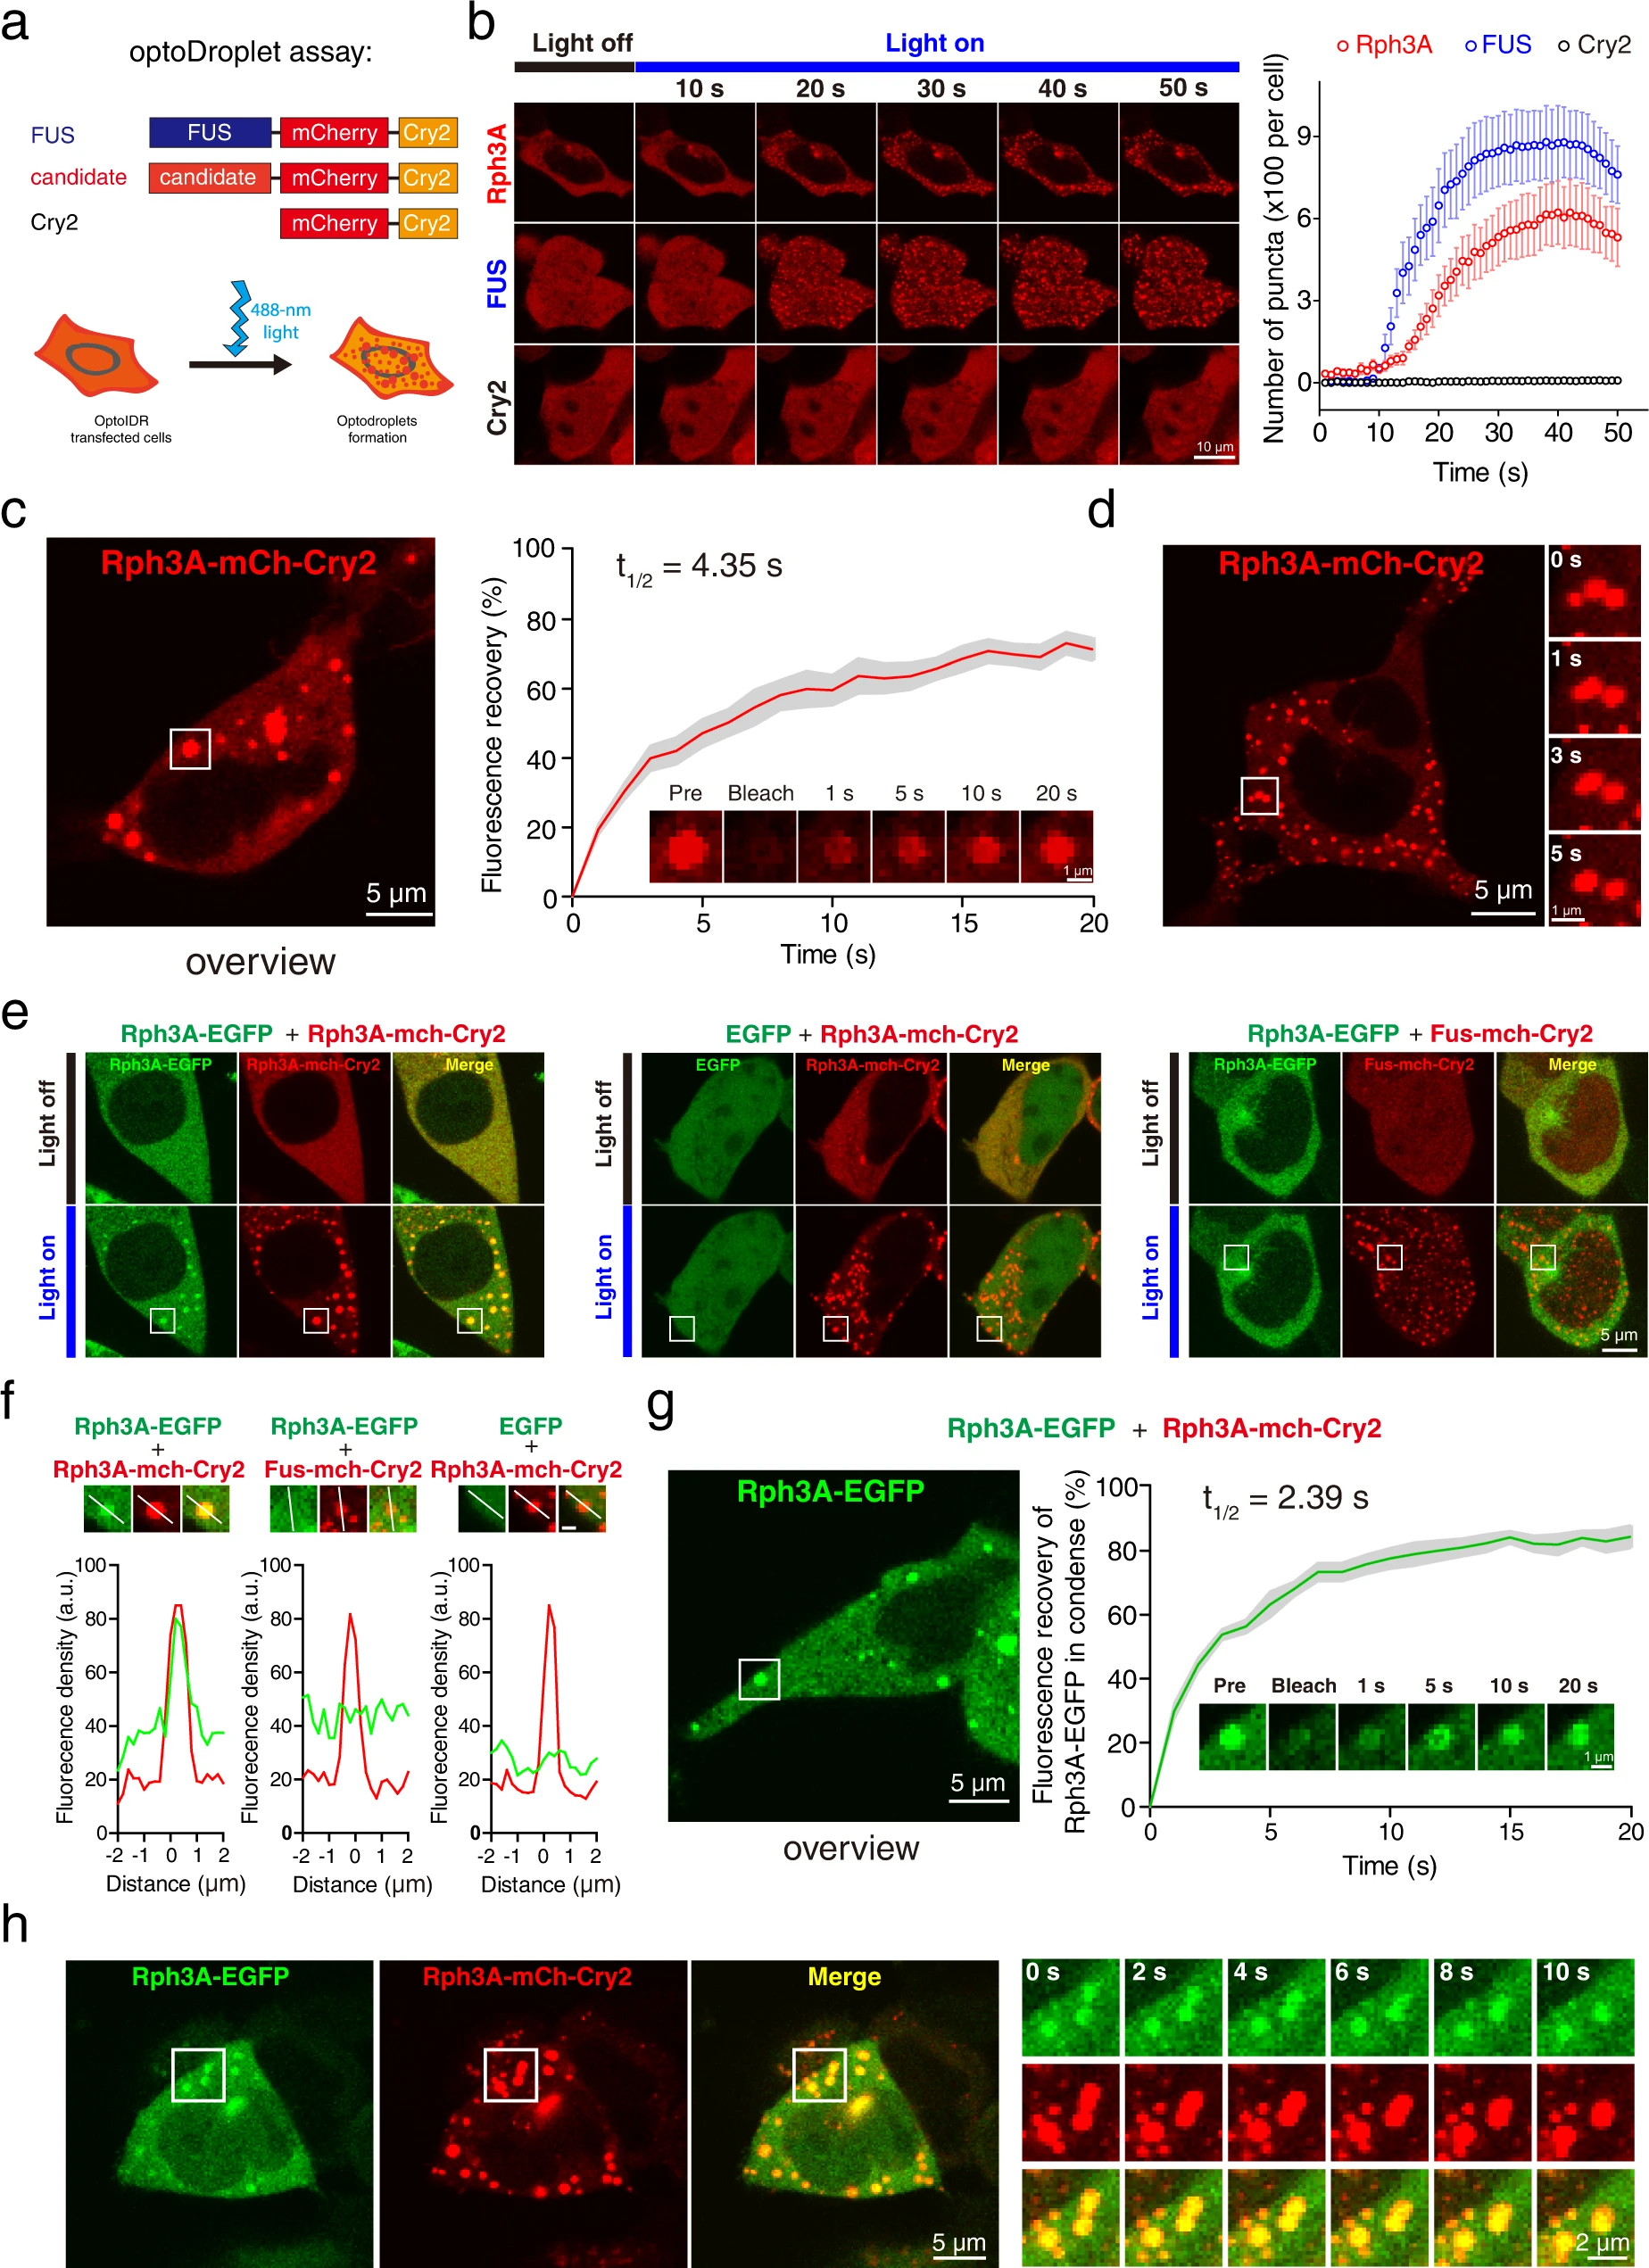 a
optoDroplet assay:
FUS
FUS
mCherry
Cry2
candidate
candidate
mCherry
Cry2
Cry2
mCherry
Cry2
488-nm
light
OptoIDR
transfected cells
Optodroplets
formation
b
Light off
Light on
10 s
20 s
30 s
40 s
50 s
Rph3A
FUS
Cry2
10 µm
Rph3A
FUS
Cry2
Number of puncta (x100 per cell)
9
6
3
0
0
10
20
30
40
50
Time (s)
c
Rph3A-mCh-Cry2
5 µm
overview
Fluorescence recovery (%)
t1/2 = 4.35 s
100
80
60
40
20
0
Pre
Bleach
1 s
5 s
10 s
20 s
1 µm
0
5
10
15
20
Time (s)
d
Rph3A-mCh-Cry2
5 µm
0 s
1 s
3 s
5 s
1 µm
e
Rph3A-EGFP + Rph3A-mch-Cry2
Light off
Light on
Rph3A-EGFP
Rph3A-mch-Cry2
Merge
EGFP + Rph3A-mch-Cry2
Light off
Light on
EGFP
Rph3A-mch-Cry2
Merge
Rph3A-EGFP + Fus-mch-Cry2
Light off
Light on
Rph3A-EGFP
Fus-mch-Cry2
Merge
5 µm
f
Rph3A-EGFP
+
Rph3A-mch-Cry2
Rph3A-EGFP
+
Fus-mch-Cry2
EGFP
+
Rph3A-mch-Cry2
Fluorecence density (a.u.)
100
80
60
40
20
0
-2 -1 0 1 2
Distance (µm)
Fluorecence density (a.u.)
100
80
60
40
20
0
-2 -1 0 1 2
Distance (µm)
Fluorecence density (a.u.)
100
80
60
40
20
0
-2 -1 0 1 2
Distance (µm)
g
Rph3A-EGFP + Rph3A-mch-Cry2
Rph3A-EGFP
5 µm
overview
Fluorescence recovery of
Rph3A-EGFP in condense (%)
t1/2 = 2.39 s
100
80
60
40
20
0
Pre
Bleach
1 s
5 s
10 s
20 s
1 µm
0
5
10
15
20
Time (s)
h
Rph3A-EGFP
Rph3A-mCh-Cry2
Merge
5 µm
0 s
2 s
4 s
6 s
8 s
10 s
2 µm